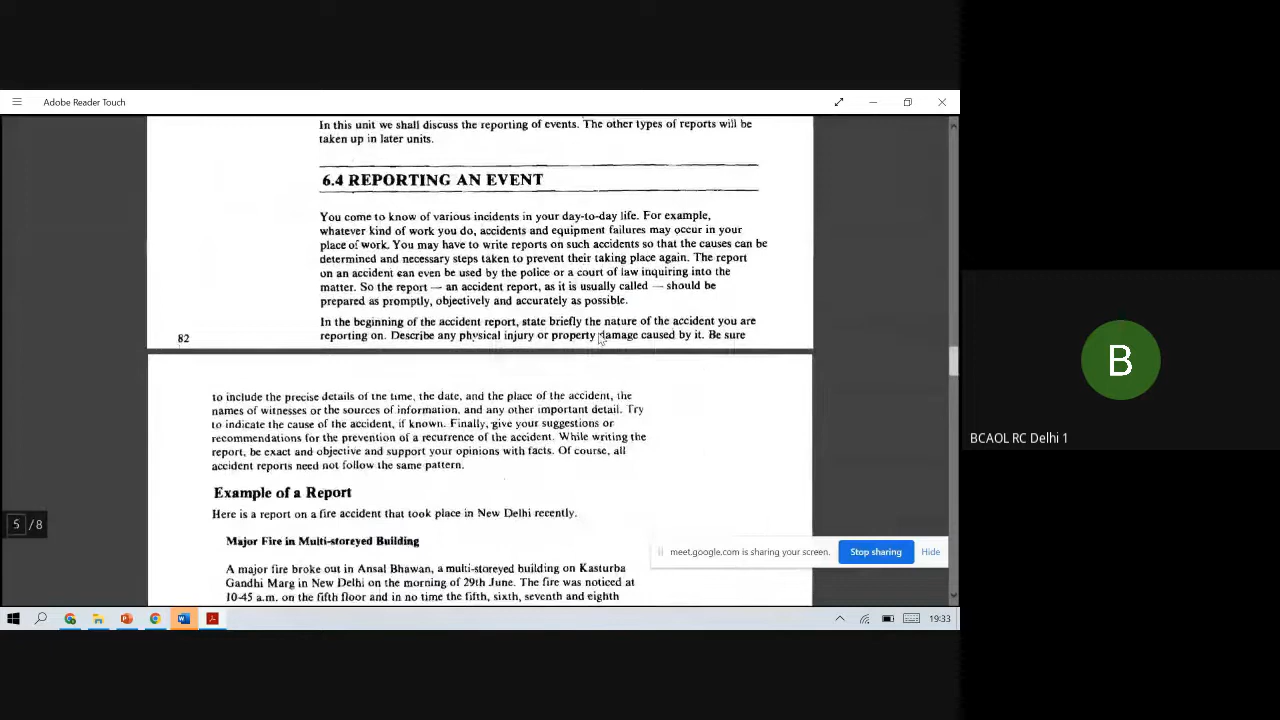 Adobe Reader Touch
In this unit we shall discuss the reporting of events. The other types of reports will be
taken up in later units.
6.4 REPORTING AN EVENT
You come to know of various incidents in your day-to-day life. For example,
whatever kind of work you do, accidents and equipment failures may occur in your
place of work. You may have to write reports on such accidents so that the causes can be
determined and necessary steps taken to prevent their taking place again. The report
on an accident can even be used by the police or a court of law inquiring into the
matter. So the report — an accident report, as it is usually called — should be
prepared as promptly, objectively and accurately as possible.
In the beginning of the accident report, state briefly the nature of the accident you are
reporting on. Describe any physical injury or property damage caused by it. Be sure
82
to include the precise details of the time, the date, and the place of the accident, the
names of witnesses or the sources of information, and any other important detail. Try
to indicate the cause of the accident, if known. Finally, give your suggestions or
recommendations for the prevention of a recurrence of the accident. While writing the
report, be exact and objective and support your opinions with facts. Of course, all
accident reports need not follow the same pattern.
Example of a Report
Here is a report on a fire accident that took place in New Delhi recently.
Major Fire in Multi-storeyed Building
A major fire broke out in Ansal Bhawan, a multi-storeyed building on Kasturba
Gandhi Marg in New Delhi on the morning of 29th June. The fire was noticed at
10-45 a.m. on the fifth floor and in no time the fifth, sixth, seventh and eighth
5 /8
meet.google.com is sharing your screen.
Stop sharing
Hide
19:33
B
BCAOL RC Delhi 1